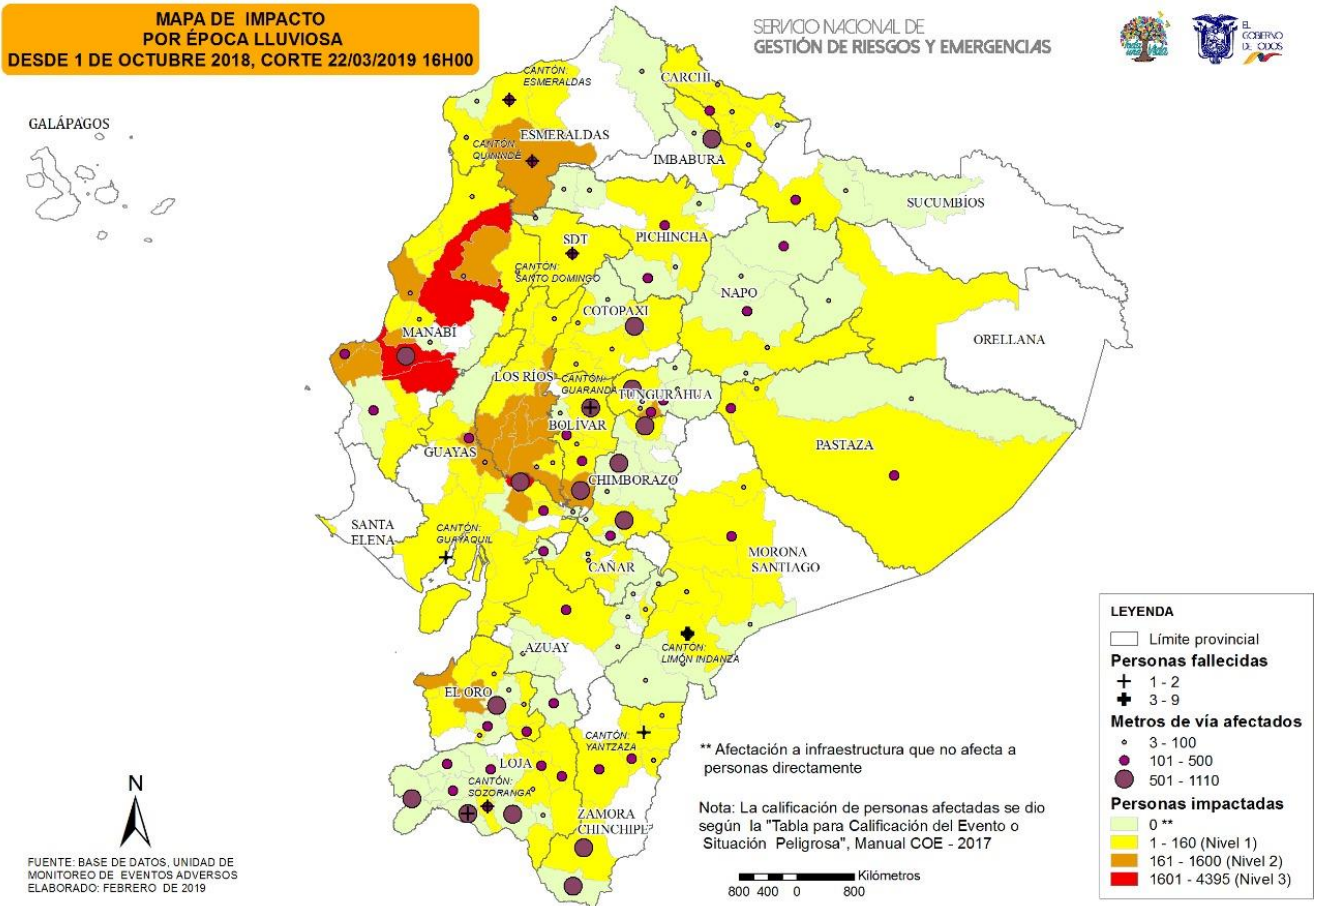 MAPA DE IMPACTO
POR ÉPOCA LLUVIOSA
DESDE 1 DE OCTUBRE 2018, CORTE 22/03/2019 16H00
SERVICIO NACIONAL DE
GESTIÓN DE RIESGOS Y EMERGENCIAS
EL
GOBIERNO
DE TODOS
GALÁPAGOS
CANTÓN:
ESMERALDAS
CARCHI
ESMERALDAS
CANTÓN
QUININDÉ
IMBABURA
SUCUMBÍOS
SDT
PICHINCHA
CANTÓN:
SANTO DOMINGO
NAPO
COTOPAXI
MANABÍ
ORELLANA
LOS RÍOS
CANTÓN:
GUARANDA
TUNGURAHUA
BOLÍVAR
PASTAZA
GUAYAS
CHIMBORAZO
SANTA
ELENA
CANTÓN:
GUAYAQUIL
MORONA
SANTIAGO
CAÑAR
AZUAY
CANTÓN:
LIMÓN INDANZA
EL ORO
CANTÓN:
YANTZAZA
LOJA
CANTÓN:
SOZORANGA
ZAMORA
CHINCHIPE
** Afectación a infraestructura que no afecta a
personas directamente
Nota: La calificación de personas afectadas se dio
según la "Tabla para Calificación del Evento o
Situación Peligrosa", Manual COE - 2017
Kilómetros
800 400 0 800
N
FUENTE: BASE DE DATOS, UNIDAD DE
MONITOREO DE EVENTOS ADVERSOS
ELABORADO: FEBRERO DE 2019
LEYENDA
Límite provincial
Personas fallecidas
1 - 2
3 - 9
Metros de vía afectados
3 - 100
101 - 500
501 - 1110
Personas impactadas
0 **
1 - 160 (Nivel 1)
161 - 1600 (Nivel 2)
1601 - 4395 (Nivel 3)